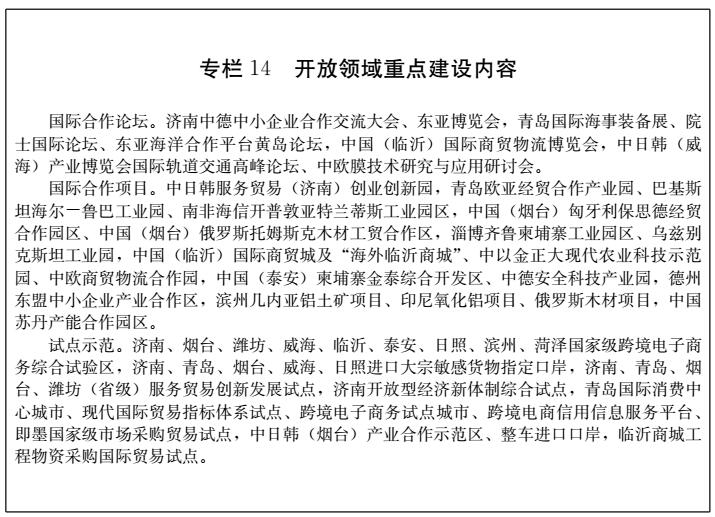 专栏 14　开放领域重点建设内容
国际合作论坛。济南中德中小企业合作交流大会、东亚博览会，青岛国际海事装备展、院
士国际论坛、东亚海洋合作平台黄岛论坛，中国（临沂）国际商贸物流博览会，中日韩（威
海）产业博览会国际轨道交通高峰论坛、中欧膜技术研究与应用研讨会。
国际合作项目。中日韩服务贸易（济南）创业创新园，青岛欧亚经贸合作产业园、巴基斯
坦海尔－鲁巴工业园、南非海信开普敦亚特兰蒂斯工业园区，中国（烟台）匈牙利保思德经贸
合作园区、中国（烟台）俄罗斯托姆斯克木材工贸合作区，淄博齐鲁柬埔寨工业园区、乌兹别
克斯坦工业园，中国（临沂）国际商贸城及“海外临沂商城”、中以金正大现代农业科技示范
园、中欧商贸物流合作园，中国（泰安）柬埔寨金泰综合开发区、中德安全科技产业园，德州
东盟中小企业产业合作区，滨州几内亚铝土矿项目、印尼氧化铝项目、俄罗斯木材项目，中国
苏丹产能合作园区。
试点示范。济南、烟台、潍坊、威海、临沂、泰安、日照、滨州、菏泽国家级跨境电子商
务综合试验区，济南、青岛、烟台、威海、日照进口大宗敏感货物指定口岸，济南、青岛、烟
台、潍坊（省级）服务贸易创新发展试点，济南开放型经济新体制综合试点，青岛国际消费中
心城市、现代国际贸易指标体系试点、跨境电子商务试点城市、跨境电商信用信息服务平台、
即墨国家级市场采购贸易试点，中日韩（烟台）产业合作示范区、整车进口口岸，临沂商城工
程物资采购国际贸易试点。